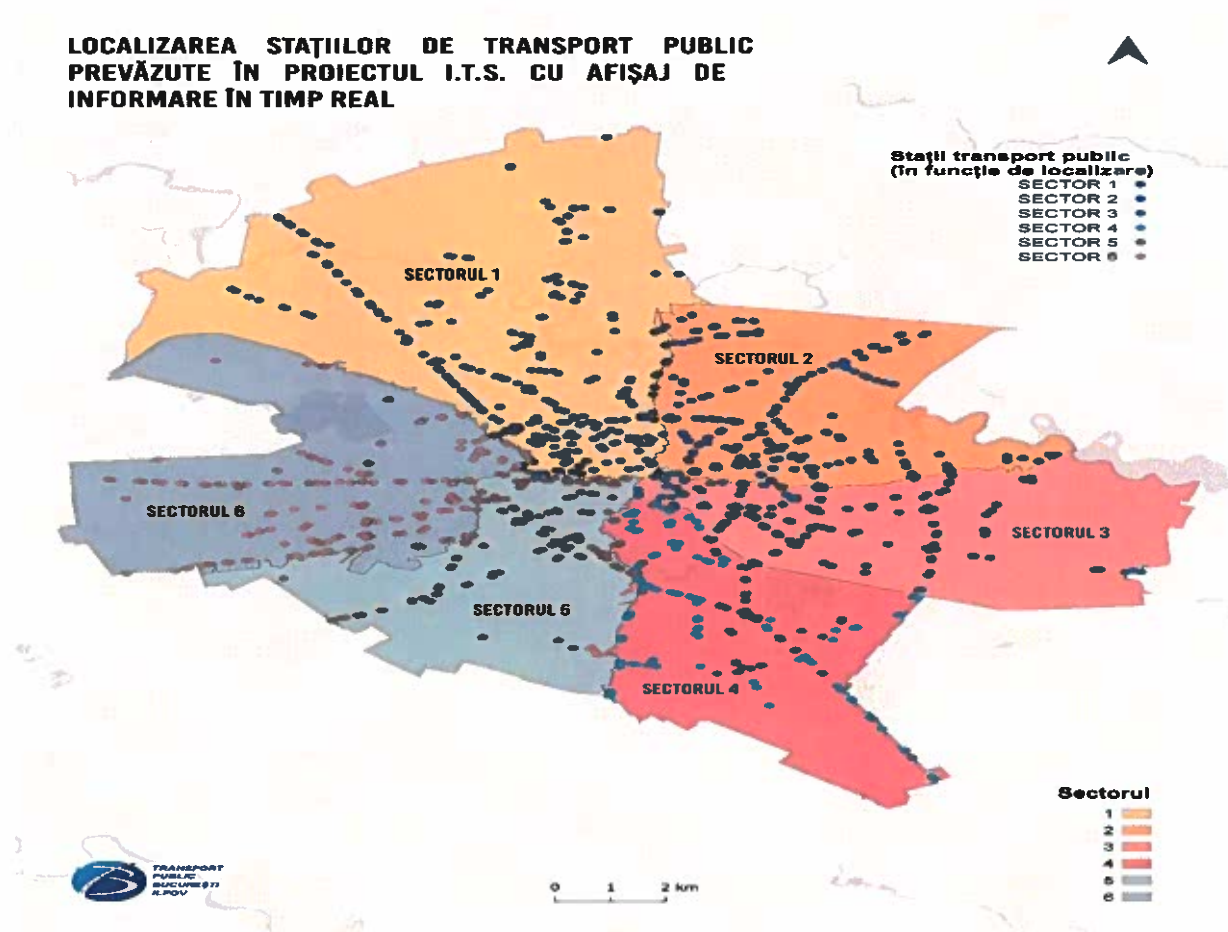 LOCALIZAREA STAȚIILOR DE TRANSPORT PUBLIC
PREVĂZUTE ÎN PROIECTUL I.T.S. CU AFIȘAJ DE
INFORMARE ÎN TIMP REAL
Stații transport public
(în funcție de localizare)
SECTOR 1
SECTOR 2
SECTOR 3
SECTOR 4
SECTOR 5
SECTOR 6
SECTORUL 1
SECTORUL 2
SECTORUL 6
SECTORUL 3
SECTORUL 5
SECTORUL 4
Sectorul
1
2
3
4
5
6
TRANSPORT
PUBLIC
BUCUREȘTI
ILFOV
0 1 2 km